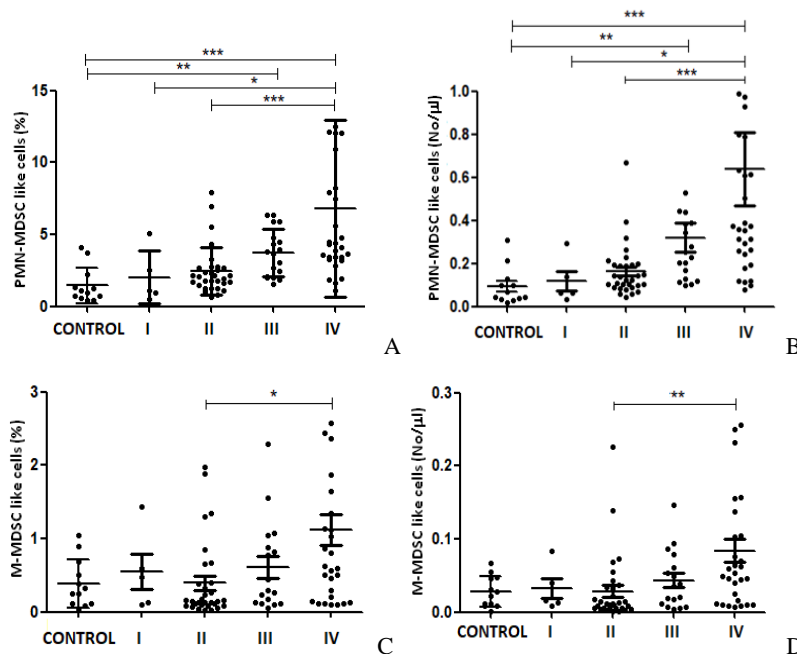 ***
**
*
***
15
10
5
0
PMN-MDSC like cells (%)
CONTROL I II III IV
A
***
**
*
***
1.0
0.8
0.6
0.4
0.2
0.0
PMN-MDSC like cells (No/µl)
CONTROL I II III IV
B
*
3
2
1
0
M-MDSC like cells (%)
CONTROL I II III IV
C
**
0.3
0.2
0.1
0.0
M-MDSC like cells (No/µl)
CONTROL I II III IV
D